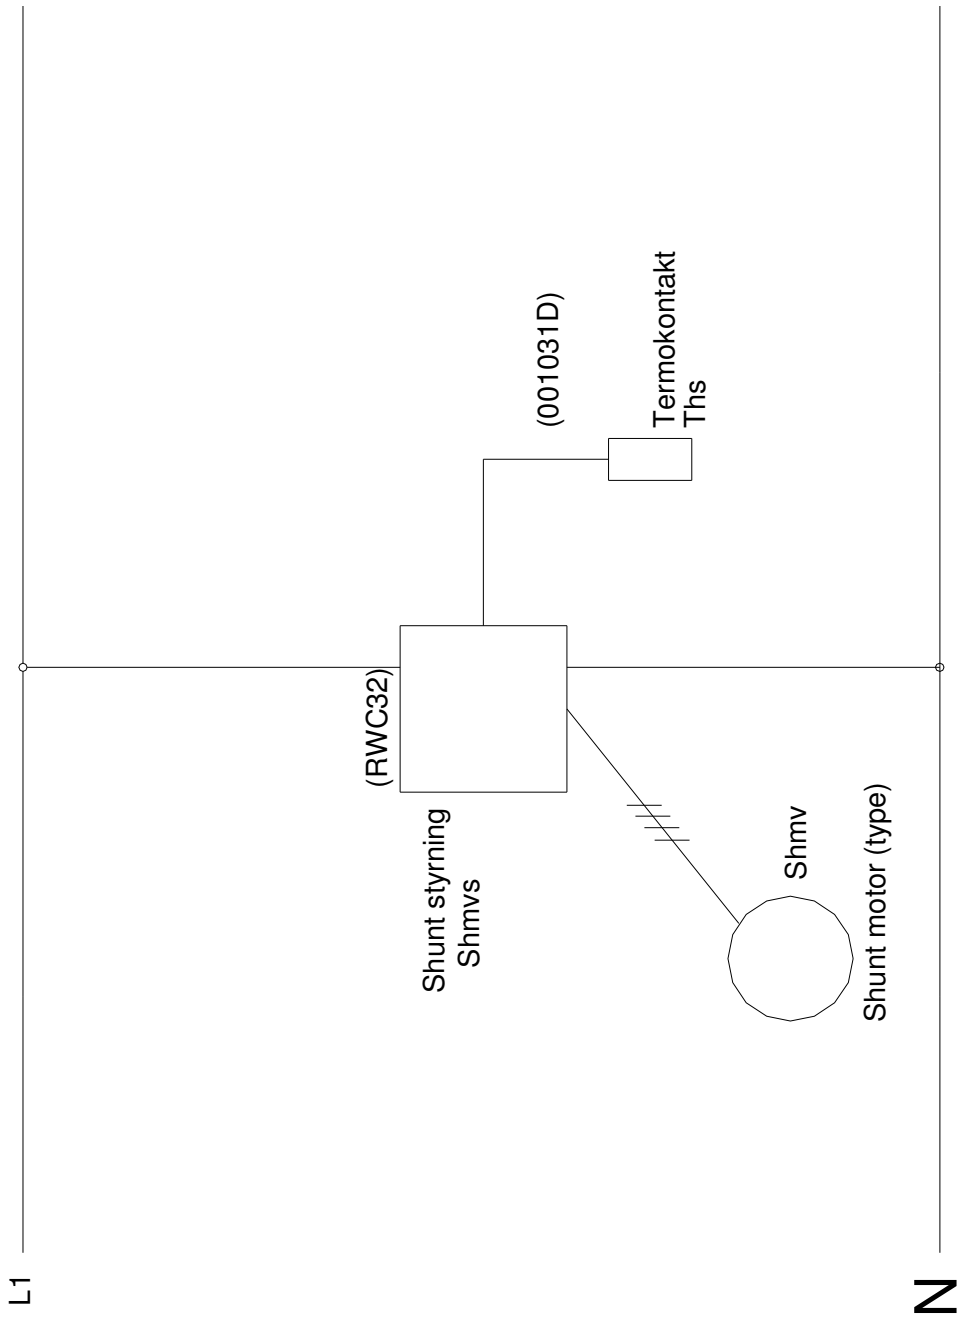 L1
(RWC32)
Shunt styrning
Shmvs
(001031D)
Termokontakt
Ths
Shmv
Shunt motor (type)
N